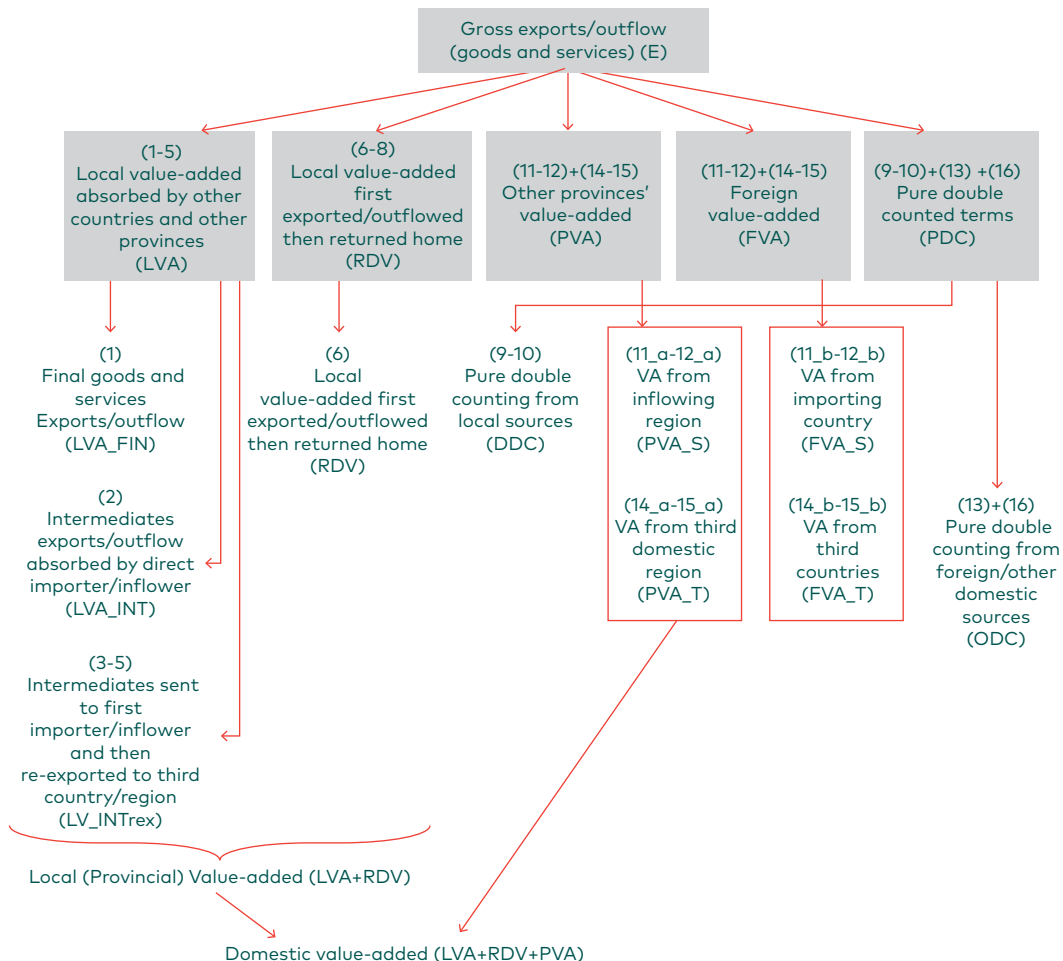 Gross exports/outflow
(goods and services) (E)
(1-5)
Local value-added
absorbed by other
countries and other
provinces
(LVA)
(6-8)
Local value-added
first
exported/outflowed
then returned home
(RDV)
(11-12)+(14-15)
Other provinces'
value-added
(PVA)
(11-12)+(14-15)
Foreign
value-added
(FVA)
(9-10)+(13) +(16)
Pure double
counted terms
(PDC)
(1)
Final goods and
services
Exports/outflow
(LVA_FIN)
(6)
Local
value-added first
exported/outflowed
then returned home
(RDV)
(9-10)
Pure double
counting from
local sources
(DDC)
(11_a-12_a)
VA from
inflowing
region
(PVA_S)
(11_b-12_b)
VA from
importing
country
(FVA_S)
(2)
Intermediates
exports/outflow
absorbed by direct
importer/inflower
(LVA_INT)
(14_a-15_a)
VA from third
domestic
region
(PVA_T)
(14_b-15_b)
VA from
third
countries
(FVA_T)
(13)+(16)
Pure double
counting from
foreign/other
domestic
sources
(ODC)
(3-5)
Intermediates sent
to first
importer/inflower
and then
re-exported to third
country/region
(LV_INTrex)
Local (Provincial) Value-added (LVA+RDV)
Domestic value-added (LVA+RDV+PVA)